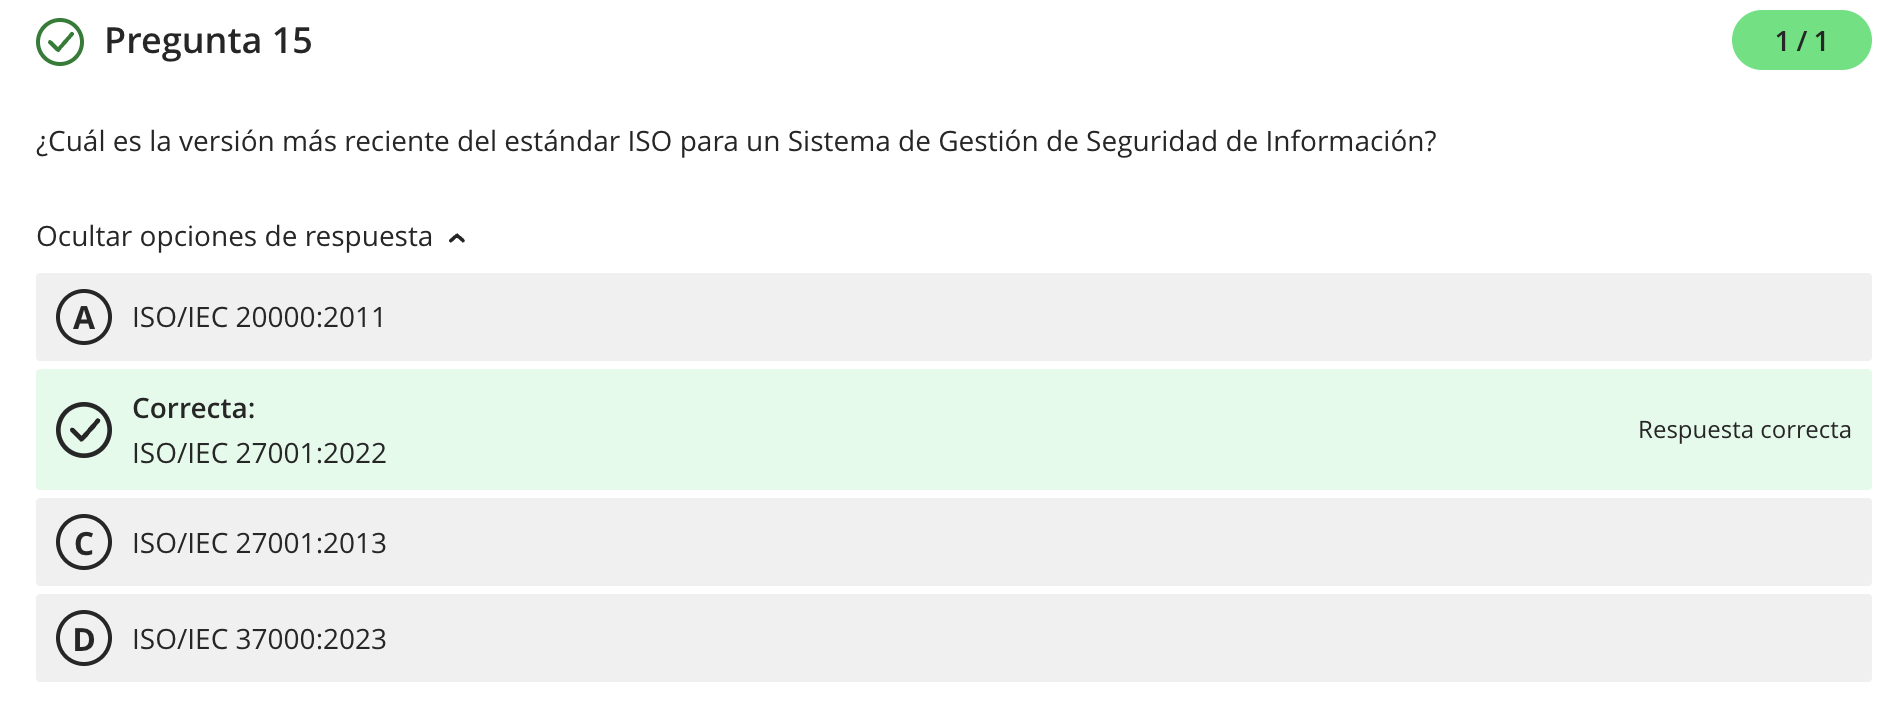 Pregunta 15
1 / 1
¿Cuál es la versión más reciente del estándar ISO para un Sistema de Gestión de Seguridad de Información?
Ocultar opciones de respuesta
A ISO/IEC 20000:2011
Correcta:
ISO/IEC 27001:2022
Respuesta correcta
C ISO/IEC 27001:2013
D ISO/IEC 37000:2023